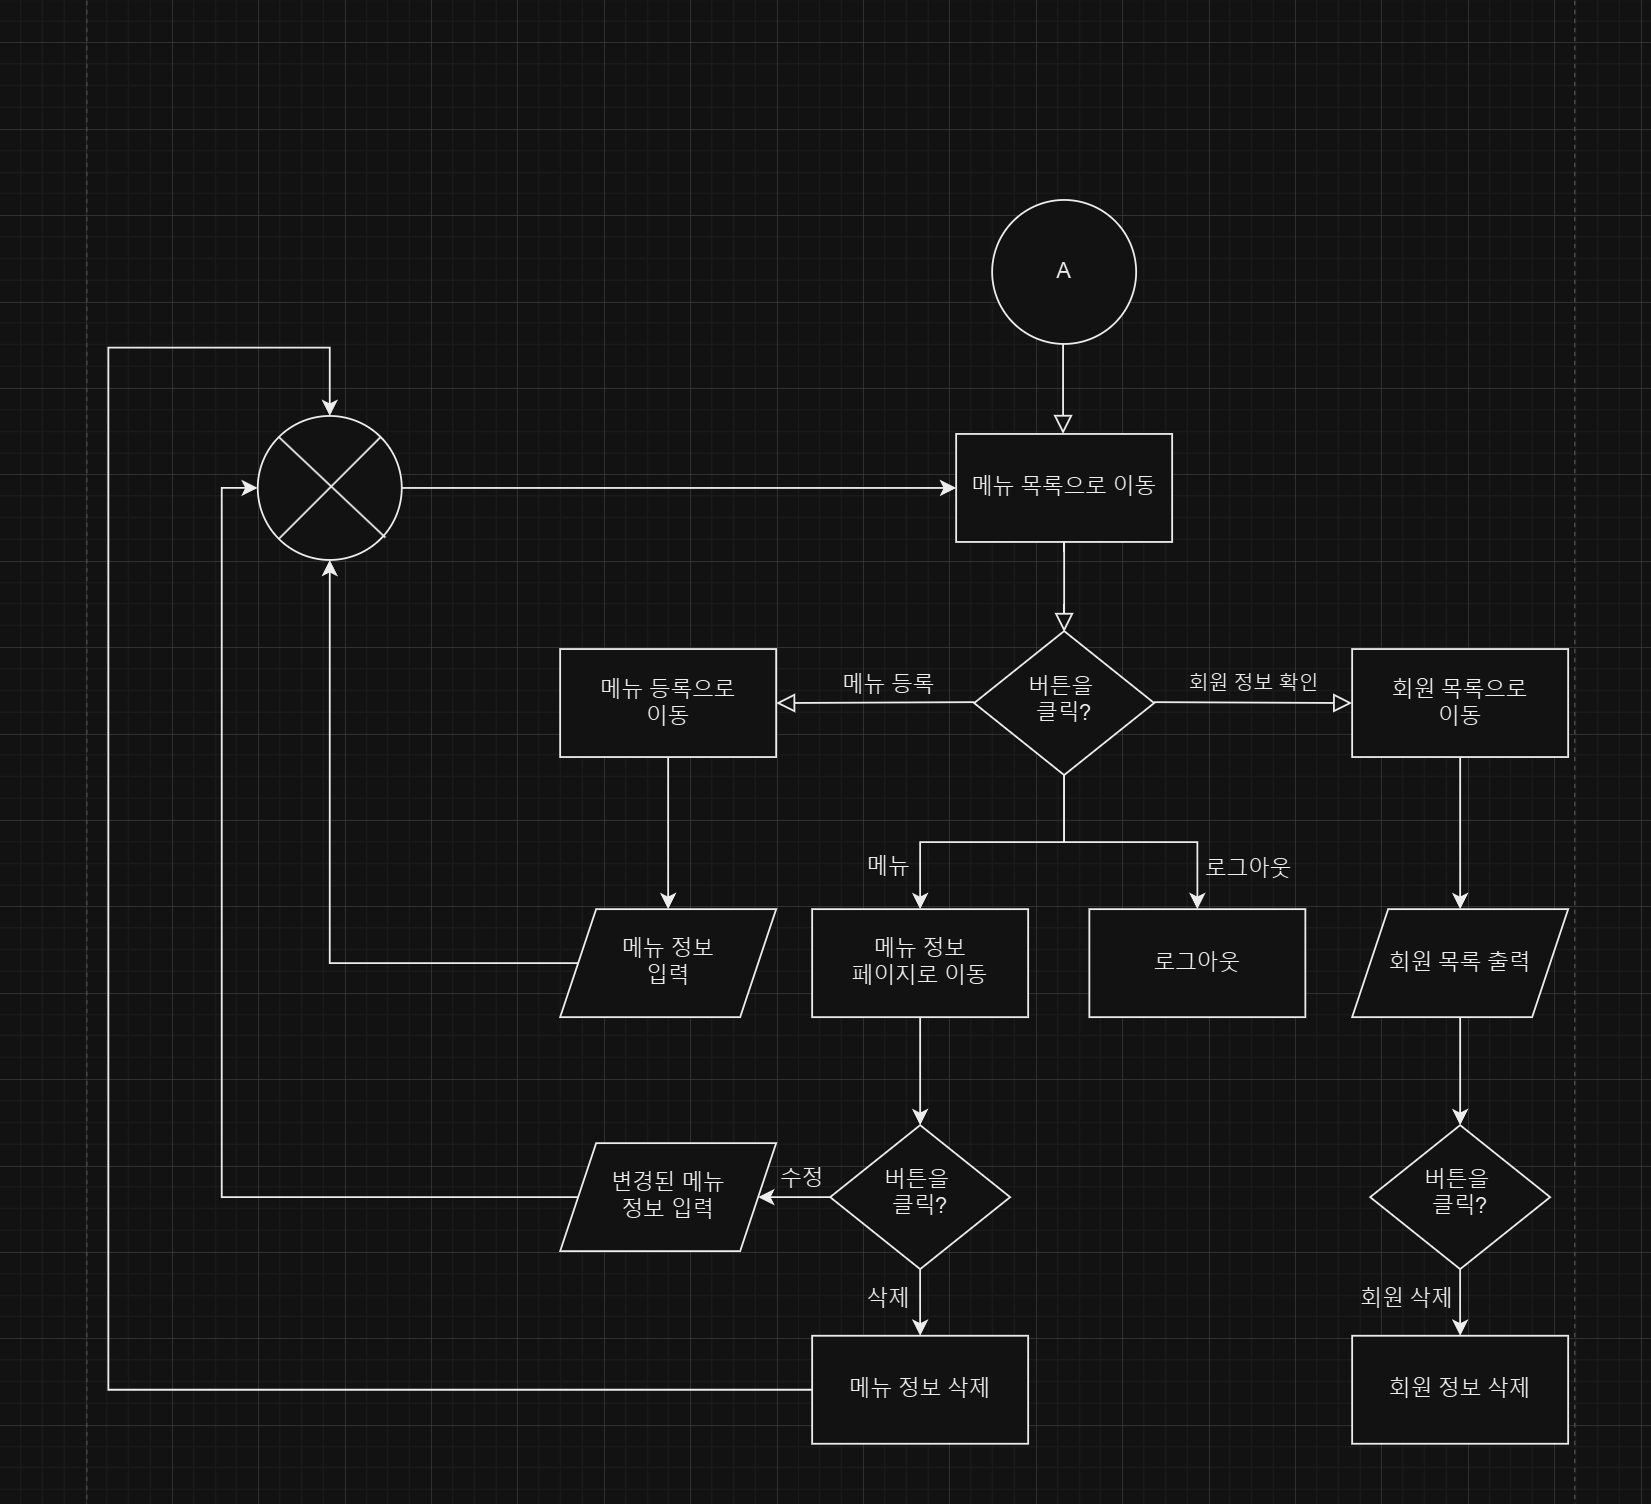 A
메뉴 목록으로 이동
메뉴 등록으로
이동
메뉴 등록
버튼을
클릭?
회원 정보 확인
회원 목록으로
이동
메뉴
로그아웃
메뉴 정보
입력
메뉴 정보
페이지로 이동
로그아웃
회원 목록 출력
변경된 메뉴
정보 입력
수정
버튼을
클릭?
버튼을
클릭?
삭제
회원 삭제
메뉴 정보 삭제
회원 정보 삭제